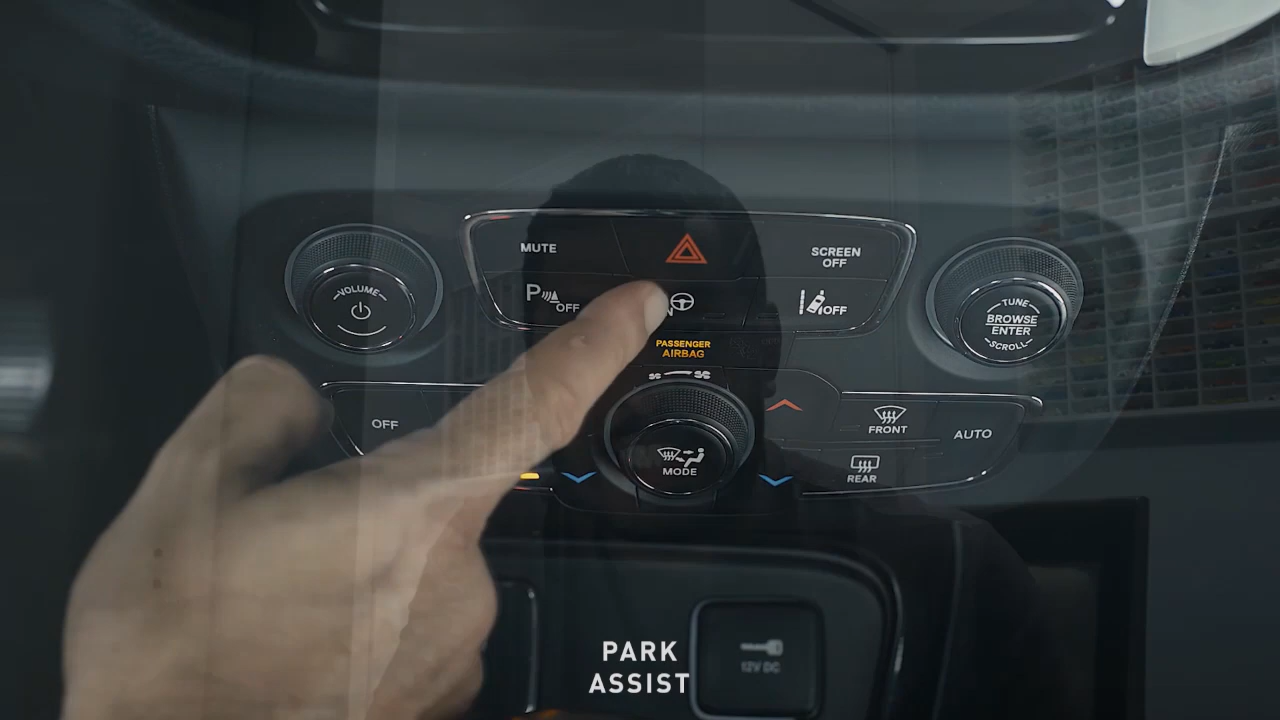 MUTE
SCREEN
OFF
VOLUME
P
OFF
OFF
TUNE
BROWSE
ENTER
SCROLL
PASSENGER
AIRBAG
OFF
FRONT
AUTO
MODE
REAR
12V DC
PARK
ASSIST